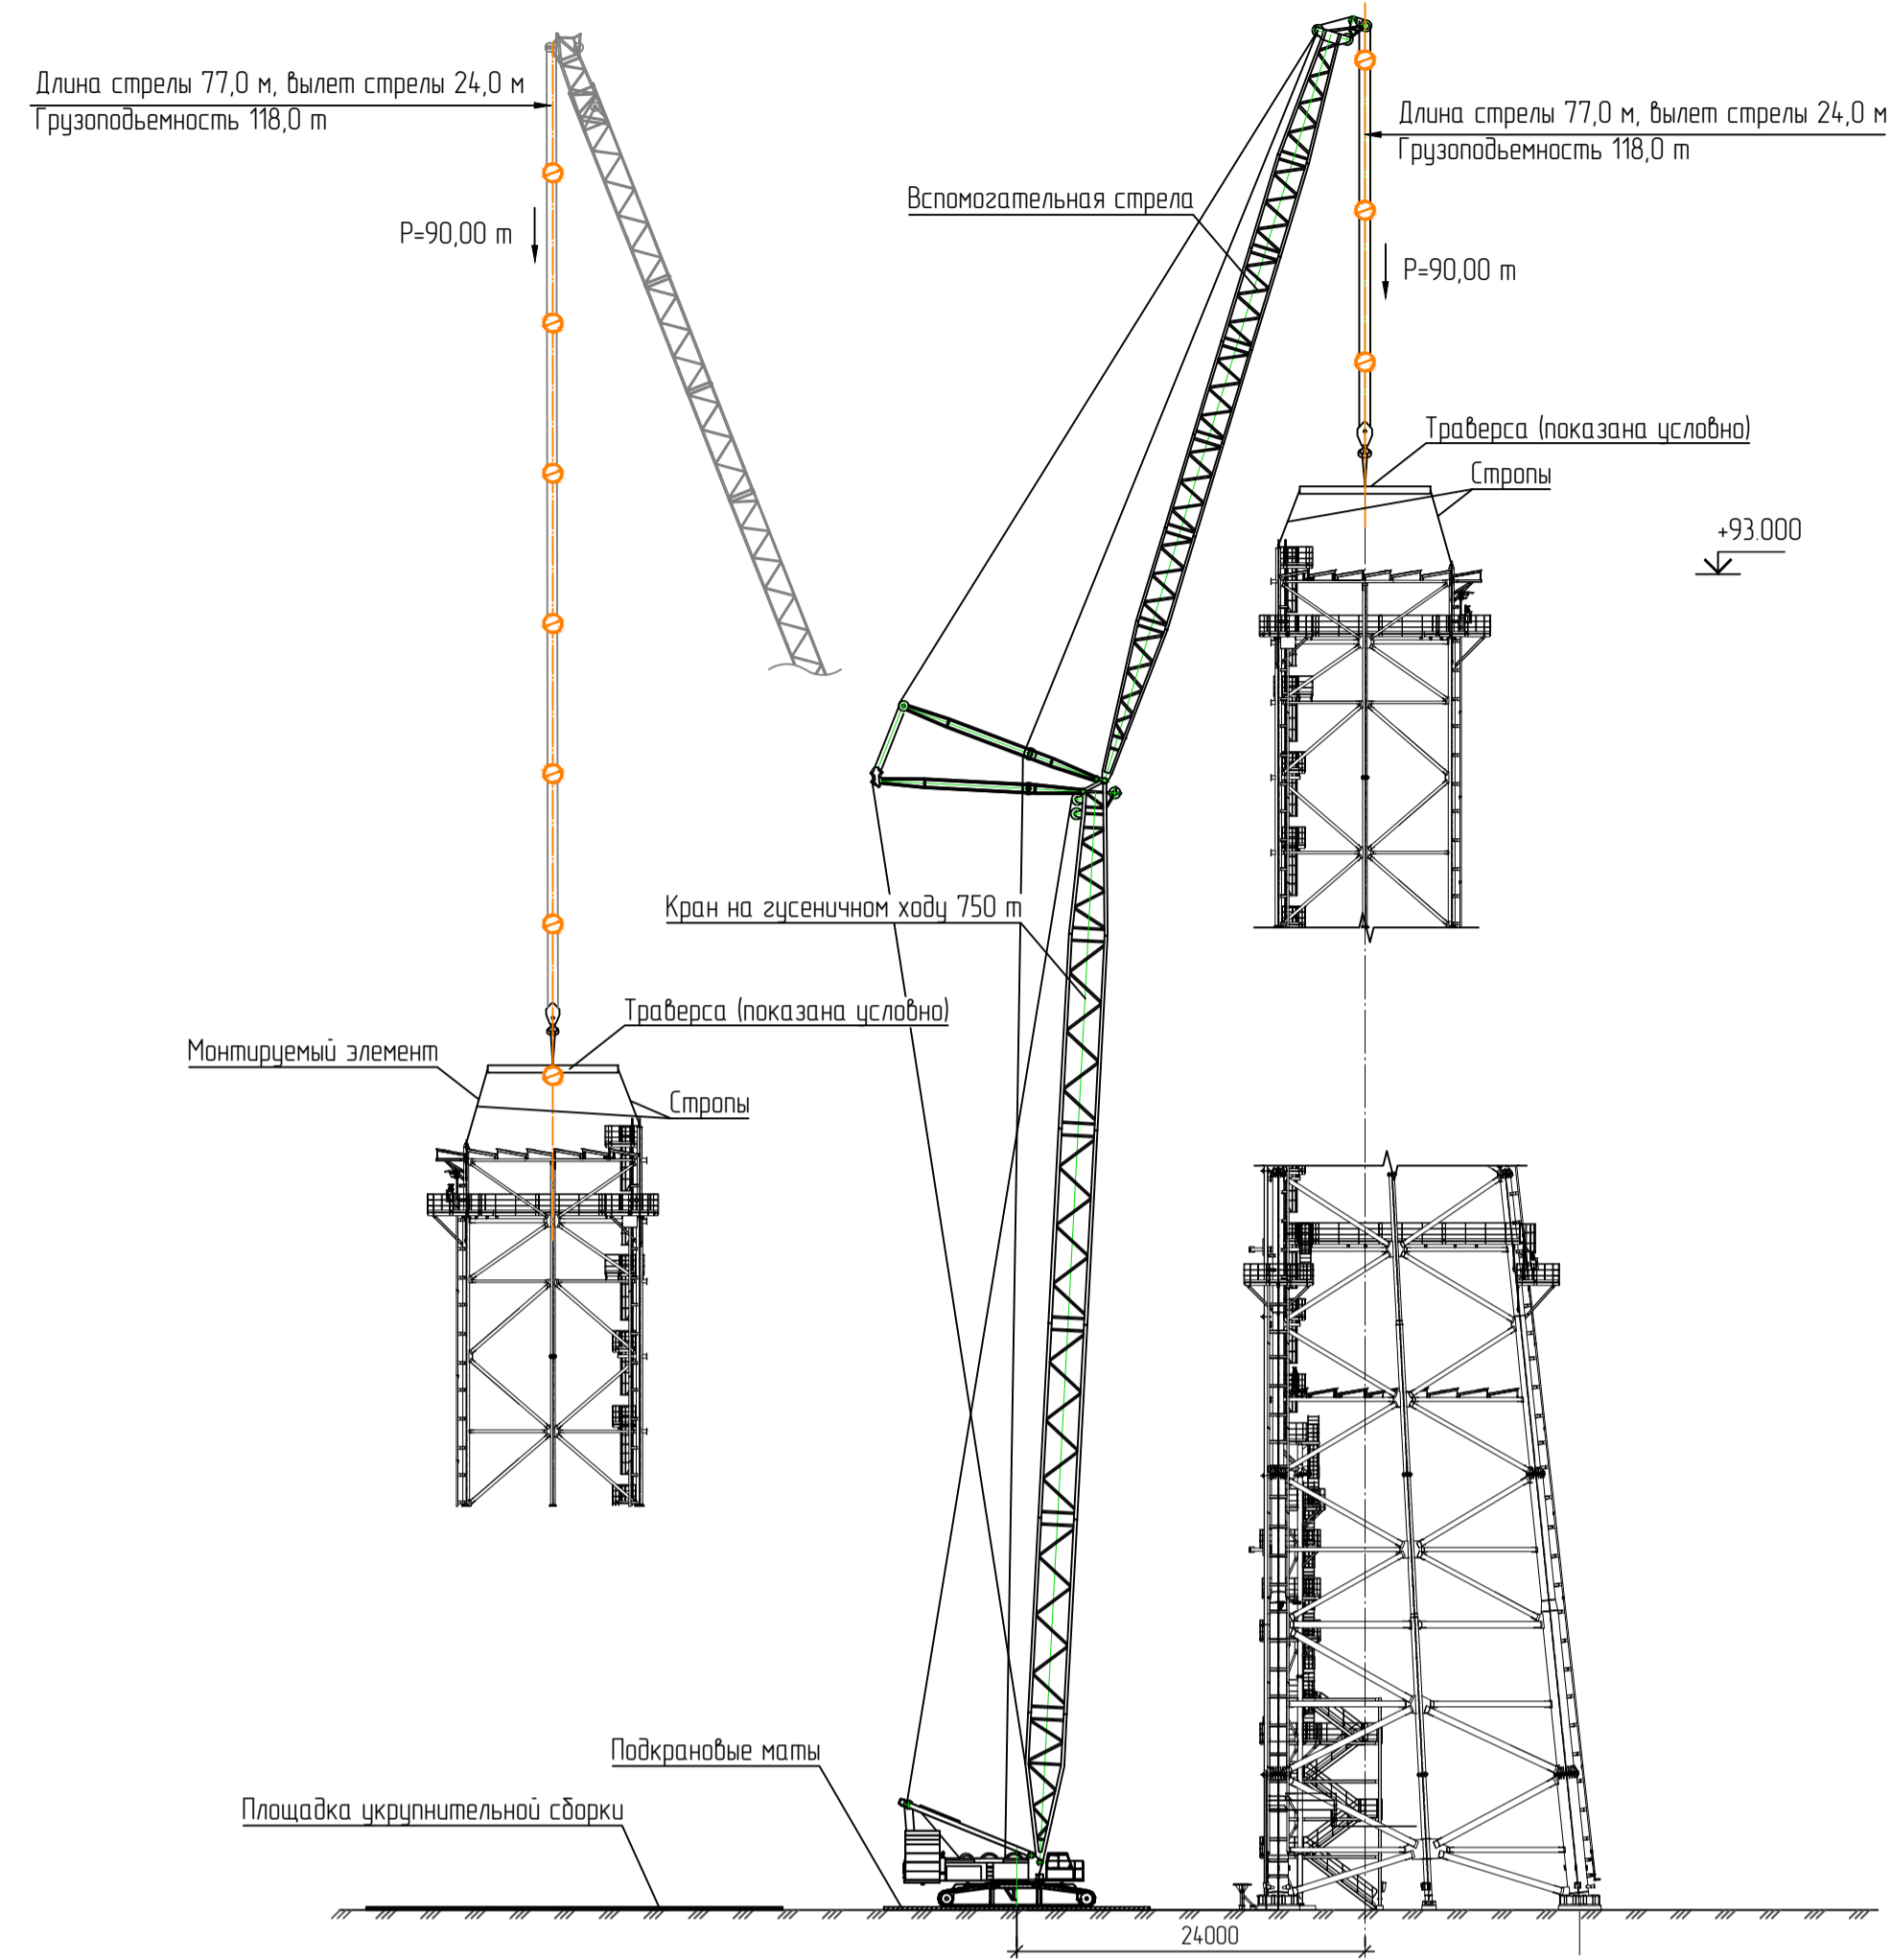 Длина стрелы 77,0 м, вылет стрелы 24,0 м
Грузоподьемность 118,0 т
Длина стрелы 77,0 м, вылет стрелы 24,0 м
Грузоподьемность 118,0 т
Вспомогательная стрела
P=90,00 т
P=90,00 т
Траверса (показана условно)
Стропы
+93.000
Кран на гусеничном ходу 750 т
Траверса (показана условно)
Монтируемый элемент
Стропы
Подкрановые маты
Площадка укрупнительной сборки
24000